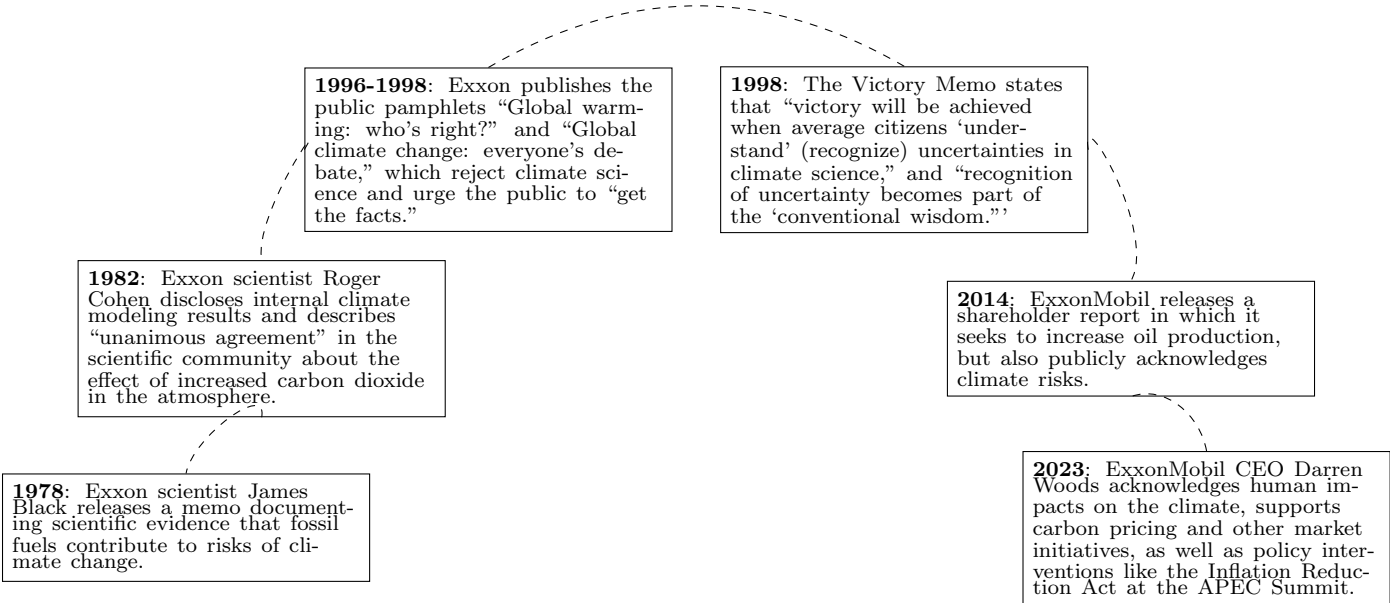 1996-1998: Exxon publishes the
public pamphlets “Global warm-
ing: who’s right?” and “Global
climate change: everyone’s de-
bate,” which reject climate sci-
ence and urge the public to “get
the facts.”
1998: The Victory Memo states
that “victory will be achieved
when average citizens ‘under-
stand’ (recognize) uncertainties in
climate science,” and “recognition
of uncertainty becomes part of
the ‘conventional wisdom.”’
1982: Exxon scientist Roger
Cohen discloses internal climate
modeling results and describes
“unanimous agreement” in the
scientific community about the
effect of increased carbon dioxide
in the atmosphere.
2014: ExxonMobil releases a
shareholder report in which it
seeks to increase oil production,
but also publicly acknowledges
climate risks.
1978: Exxon scientist James
Black releases a memo document-
ing scientific evidence that fossil
fuels contribute to risks of cli-
mate change.
2023: ExxonMobil CEO Darren
Woods acknowledges human im-
pacts on the climate, supports
carbon pricing and other market
initiatives, as well as policy inter-
ventions like the Inflation Reduc-
tion Act at the APEC Summit.